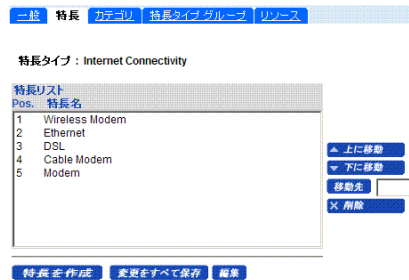 一般 特長 カテゴリ 特長タイプ グループ リソース
特長タイプ : Internet Connectivity
特長リスト
Pos. 特長名
1 Wireless Modem
2 Ethernet
3 DSL
4 Cable Modem
5 Modem
上に移動
下に移動
移動先
削除
特長を作成 変更をすべて保存 編集